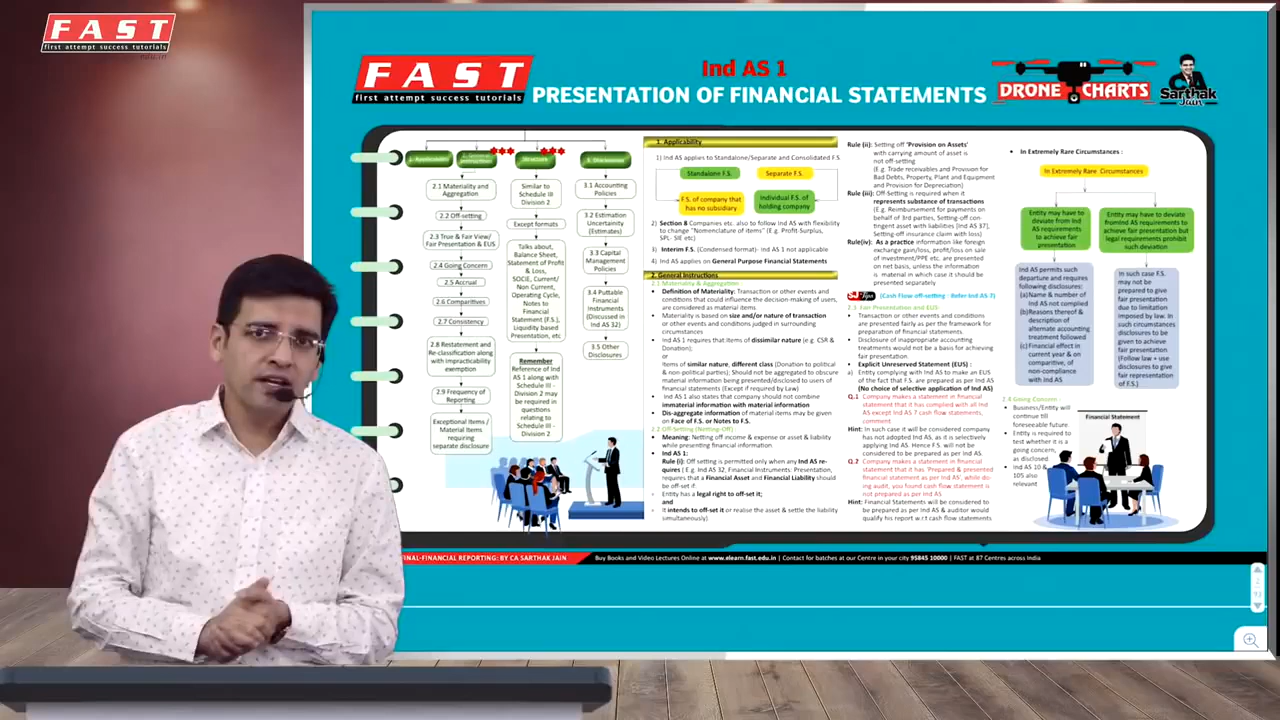 FAST
first attempt success tutorials
FAST
first attempt success tutorials
Ind AS 1
PRESENTATION OF FINANCIAL STATEMENTS
DRONE CHARTS
Sarthak
Jain
1. Applicability
2. General
Instruction
Structure
3. Disclosures
2.1 Materiality and
Aggregation
2.2 Off-setting
2.3 True & Fair View/
Fair Presentation & EUS
2.4 Going Concern
2.5 Accrual
2.6 Comparitives
2.7 Consistency
2.8 Restatement and
Re-classification along
with impracticability
exemption
2.9 Frequency of
Reporting
Exceptional Items /
Material Items
requiring
separate disclosure
Similar to
Schedule III
Division 2
Except formats
Talks about,
Balance Sheet,
Statement of Profit
& Loss,
SOCIE, Current/
Non Current,
Operating Cycle,
Notes to
Financial
Statement (F.S.),
Liquidity based
Presentation, etc
Remember
Reference of Ind
AS 1 along with
Schedule III -
Division 2 may be
required in
questions
relating to
Schedule III -
Division 2
3.1 Accounting
Policies
3.2 Estimation
Uncertainty
(Estimates)
3.3 Capital
Management
Policies
3.4 Puttable
Financial
Instruments
(Discussed in
Ind AS 32)
3.5 Other
Disclosures
1. Applicability
1) Ind AS applies to Standalone/Separate and Consolidated F.S
Standalone F.S.
Separate F.S.
F.S. of company that
has no subsidiary
Individual F.S. of
holding company
2) Section 8 Companies etc. also to follow Ind AS with flexibility
to change "Nomenclature of items" (E.g. Profit-Surplus,
SPL- SIE etc)
3) Interim F.S. (Condensed format)- Ind AS 1 not applicable
4) Ind AS applies on General Purpose Financial Statements
2. General Instructions
2.1 Materiality & Aggregation
• Definition of Materiality: Transaction or other events and
conditions that could influence the decision-making of users,
are considered as material items.
• Materiality is based on size and/or nature of transaction
or other events and conditions judged in surrounding
circumstances
• Ind AS 1 requires that items of dissimilar nature (e.g. CSR &
Donation);
or
items of similar nature, different class (Donation to political
& non-political parties); Should not be aggregated to obscure
material information being presented/disclosed to users of
financial statements (Except if required by Law)
• Ind AS 1 also states that company should not combine
immaterial information with material information
• Dis-aggregate information of material items may be given
on Face of F.S. or Notes to F.S.
2.2 Off-Setting (Netting-Off)
• Meaning: Netting off income & expense or asset & liability
while presenting financial information.
• Ind AS 1:
Rule (i): Off setting is permitted only when any Ind AS re-
quires ( E.g. Ind AS 32, Financial Instruments: Presentation,
requires that a Financial Asset and Financial Liability should
be off-set if:
Entity has a legal right to off-set it;
and
it intends to off-set it or realise the asset & settle the liability
simultaneously).
Rule (ii): Setting off 'Provision on Assets'
with carrying amount of asset is
not off-setting
(E.g. Trade receivables and Provision for
Bad Debts, Property, Plant and Equipment
and Provision for Depreciation)
Rule (iii): Off-setting is required when it
represents substance of transactions
(E.g. Reimbursement for payments on
behalf of 3rd parties, Setting-off con-
tingent asset with liabilities [Ind AS 37],
Setting-off insurance claim with loss)
Rule(iv): As a practice information like foreign
exchange gain/loss, profit/loss on sale
of investment/PPE etc. are presented
on net basis, unless the information
is material in which case it should be
presented separately
SJ Tips (Cash Flow off-setting - Refer Ind AS 7)
2.3 Fair Presentation and EUS
• Transaction or other events and conditions
are presented fairly as per the framework for
preparation of financial statements.
• Disclosure of inappropriate accounting
treatments would not be a basis for achieving
fair presentation.
• Explicit Unreserved Statement (EUS) :
a) Entity complying with Ind AS to make an EUS
of the fact that F.S. are prepared as per Ind AS
(No choice of selective application of Ind AS)
Q.1 Company makes a statement in financial
statement that it has complied with all Ind
AS except Ind AS 7 cash flow statements,
comment.
Hint: In such case it will be considered company
has not adopted Ind AS, as it is selectively
applying Ind AS. Hence F.S. will not be
considered to be prepared as per Ind AS.
Q.2 Company makes a statement in financial
statement that it has 'Prepared & presented
financial statement as per Ind AS', while do-
ing audit, you found cash flow statement is
not prepared as per Ind AS
Hint: Financial Statements will be considered to
be prepared as per Ind AS & auditor would
qualify his report w.r.t cash flow statements
• In Extremely Rare Circumstances :
In Extremely Rare Circumstances
Entity may have to
deviate from Ind
AS requirements
to achieve fair
presentation
Entity may have to deviate
from Ind AS requirements to
achieve fair presentation but
legal requirements prohibit
such deviation
Ind AS permits such
departure and requires
following disclosures:
(a) Name & number of
Ind AS not complied
(b) Reasons thereof &
description of
alternate accounting
treatment followed
(c) Financial effect in
current year & on
comparative, of
non-compliance
with Ind AS
In such case F.S.
may not be
prepared to give fair
presentation due
to limitation
imposed by law. In
such circumstances
disclosures to be
given to achieve
fair presentation
(Follow law + use
disclosures to give
fair representation
of F.S.)
2.4 Going Concern :
• Business/Entity will
continue till
foreseeable future.
• Entity is required to
test whether it is a
going concern,
as disclosed
• Ind AS 10 &
105 also
relevant
Financial Statement
INAL-FINANCIAL REPORTING: BY CA SARTHAK JAIN
Buy Books and Video Lectures Online at www.elearn.fast.edu.in | Contact for batches at our Centre in your city 95845 10000 | FAST at 87 Centres across India